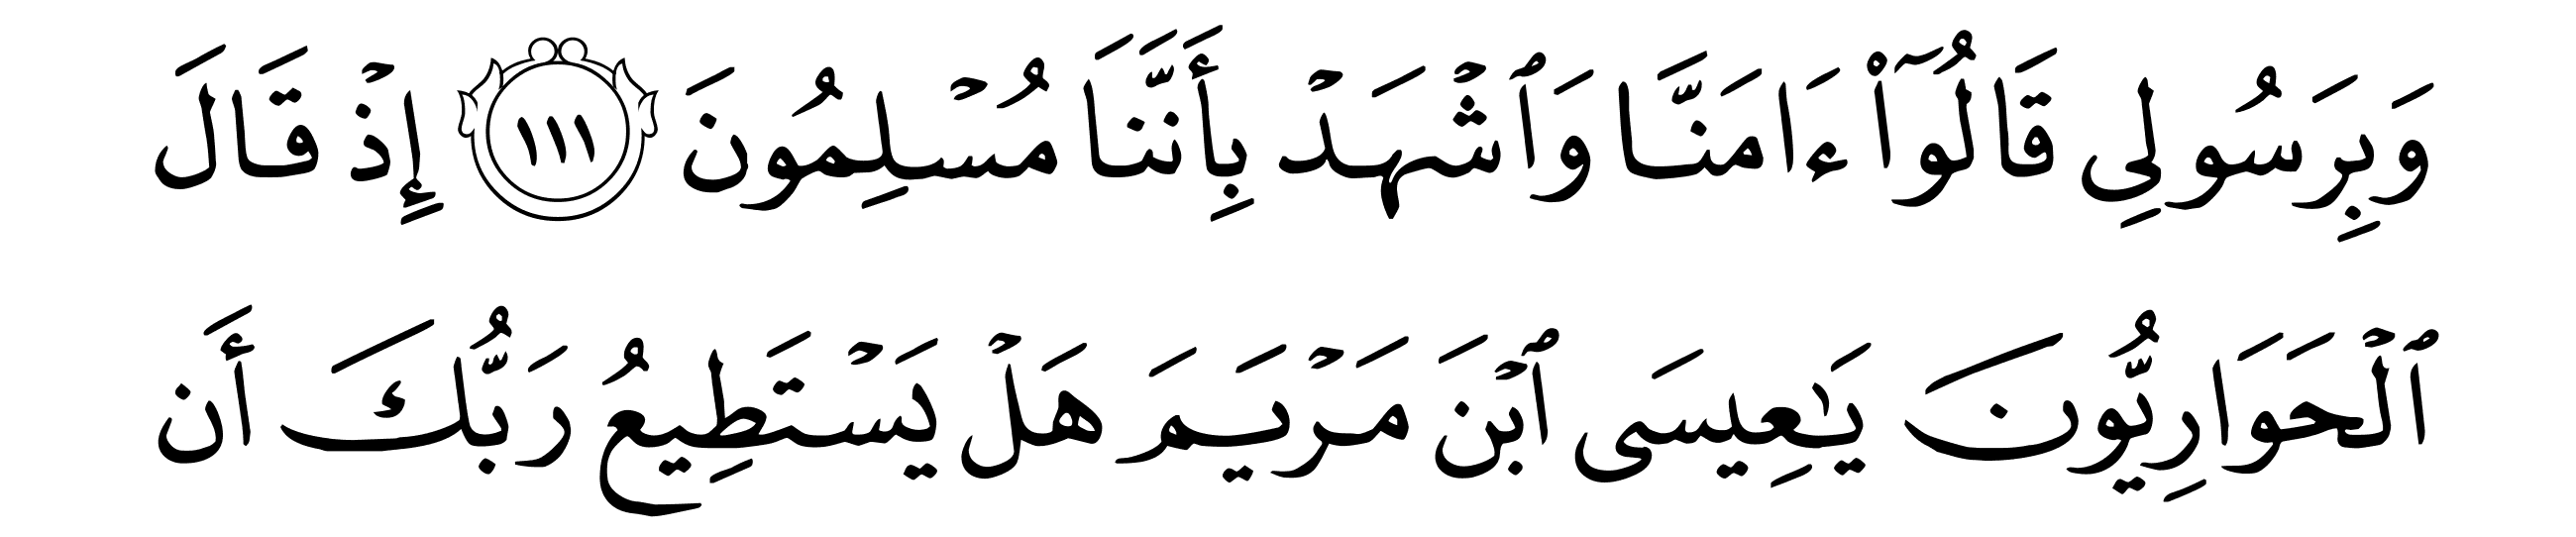 وَبِرَسُولِي قَالُوٓا۟ ءَامَنَّا وَٱشْهَدْ بِأَنَّنَا مُسْلِمُونَ ١١١ إِذْ قَالَ
ٱلْحَوَارِيُّونَ يَـٰعِيسَى ٱبْنَ مَرْيَمَ هَلْ يَسْتَطِيعُ رَبُّكَ أَن